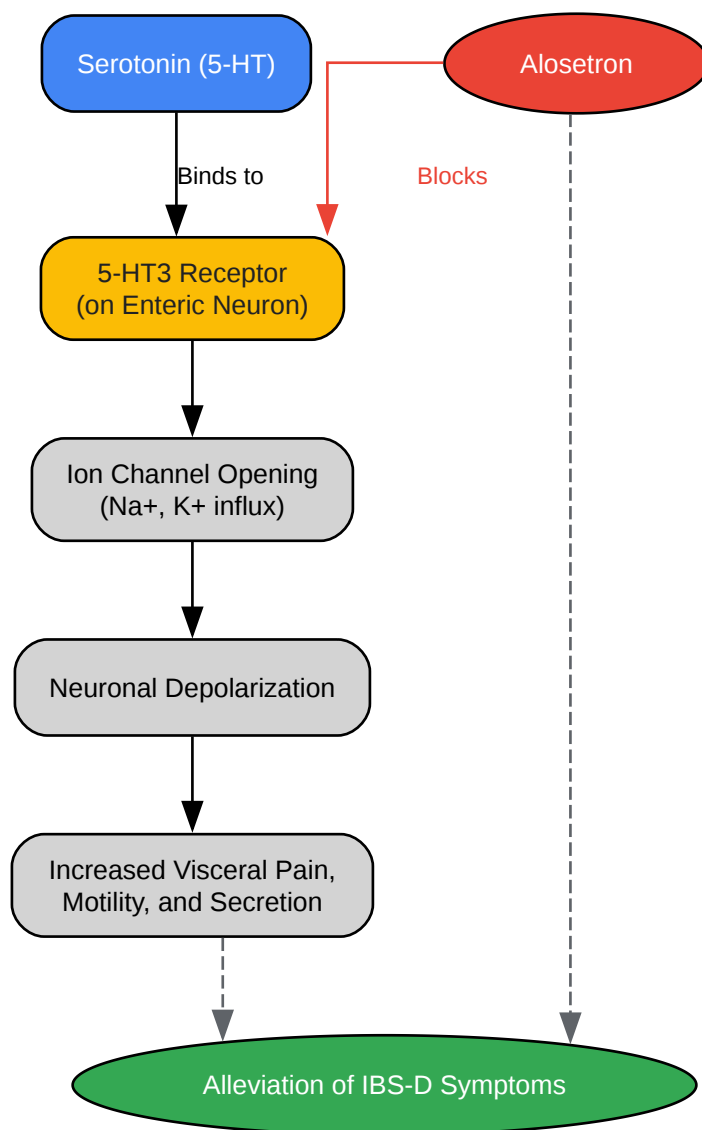 Serotonin (5-HT)
Alosetron
Binds to
Blocks
5-HT3 Receptor
(on Enteric Neuron)
Ion Channel Opening
(Na+, K+ influx)
Neuronal Depolarization
Increased Visceral Pain,
Motility, and Secretion
Alleviation of IBS-D Symptoms